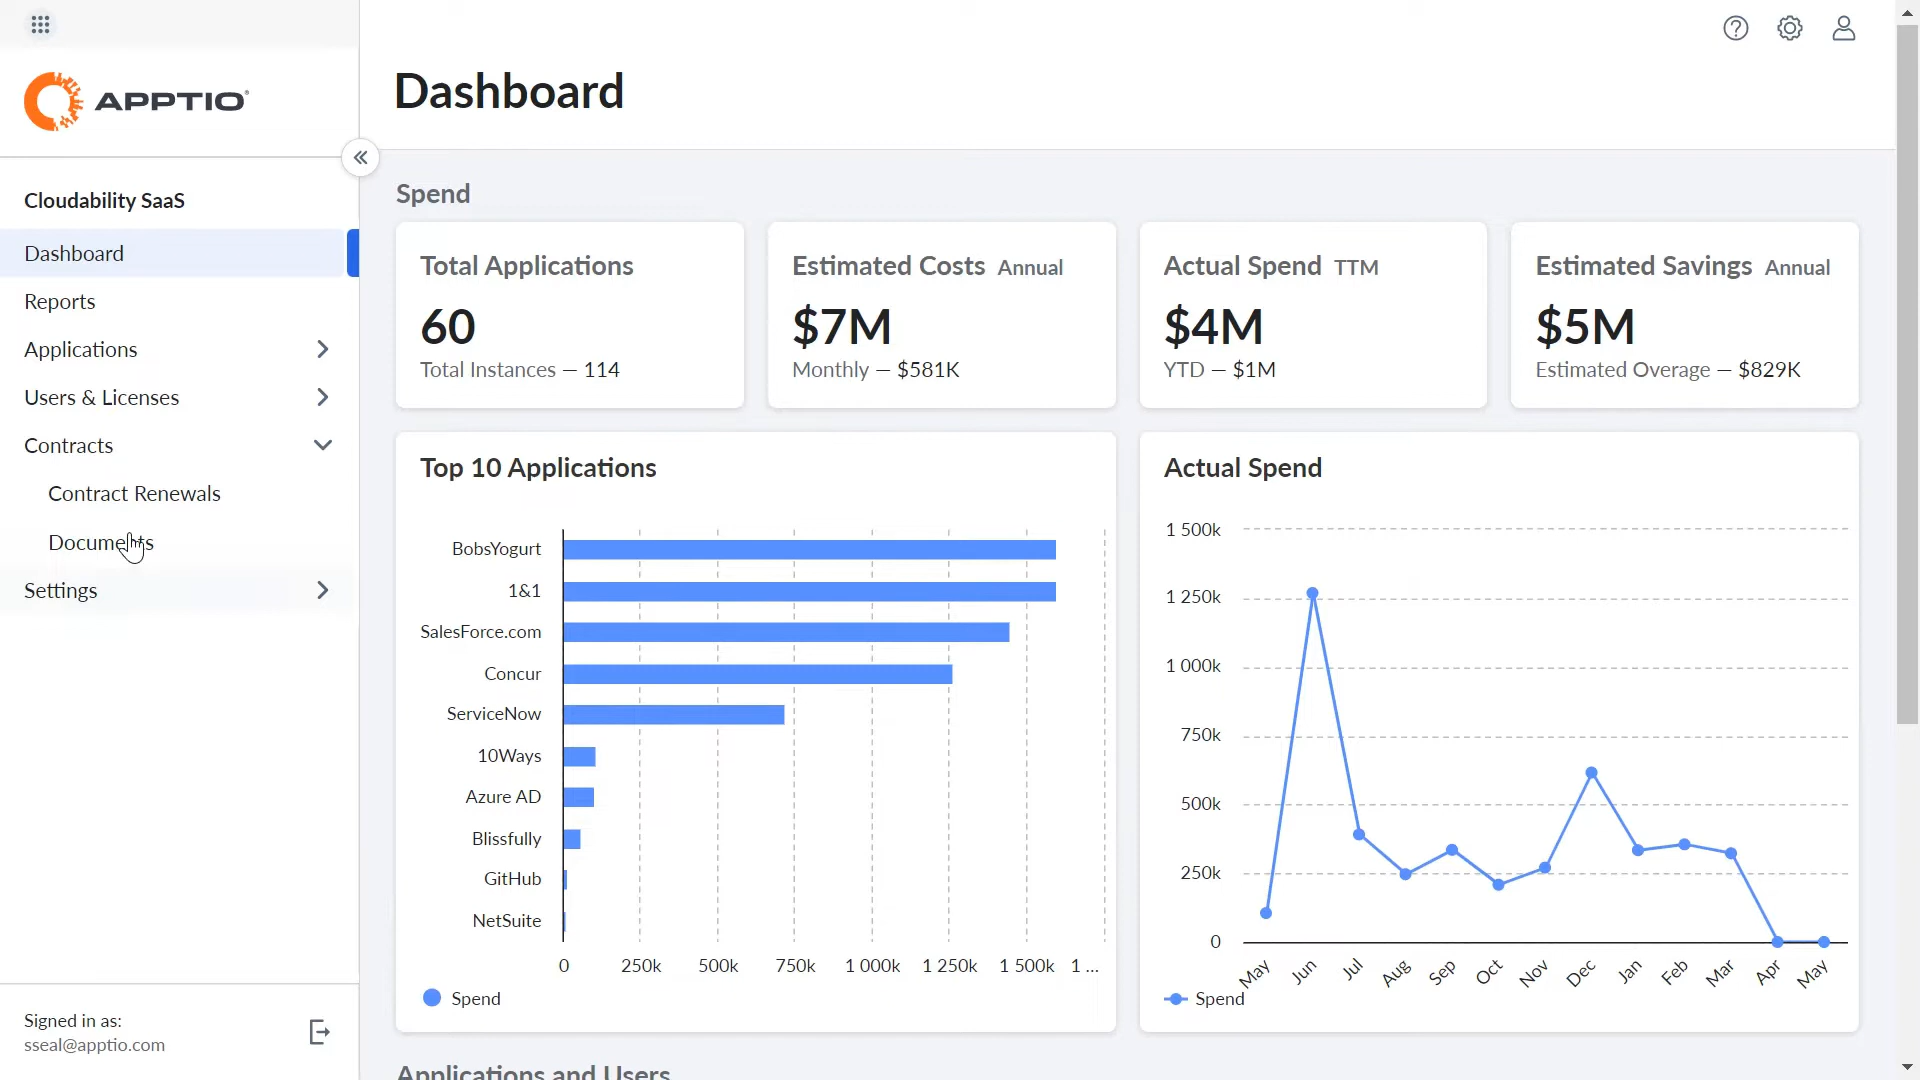 APPTIO
Cloudability SaaS
Dashboard
Reports
Applications
Users & Licenses
Contracts
Contract Renewals
Documents
Settings
Signed in as:
sseal@apptio.com
Dashboard
Spend
Total Applications
60
Total Instances — 114
Estimated Costs Annual
$7M
Monthly — $581K
Actual Spend TTM
$4M
YTD — $1M
Estimated Savings Annual
$5M
Estimated Overage — $829K
Top 10 Applications
BobsYogurt
1&1
SalesForce.com
Concur
ServiceNow
10Ways
Azure AD
Blissfully
GitHub
NetSuite
0 250k 500k 750k 1 000k 1 250k 1 500k 1 ...
Spend
Actual Spend
1 500k
1 250k
1 000k
750k
500k
250k
0
May Jun Jul Aug Sep Oct Nov Dec Jan Feb Mar Apr May
Spend
Applications and Users